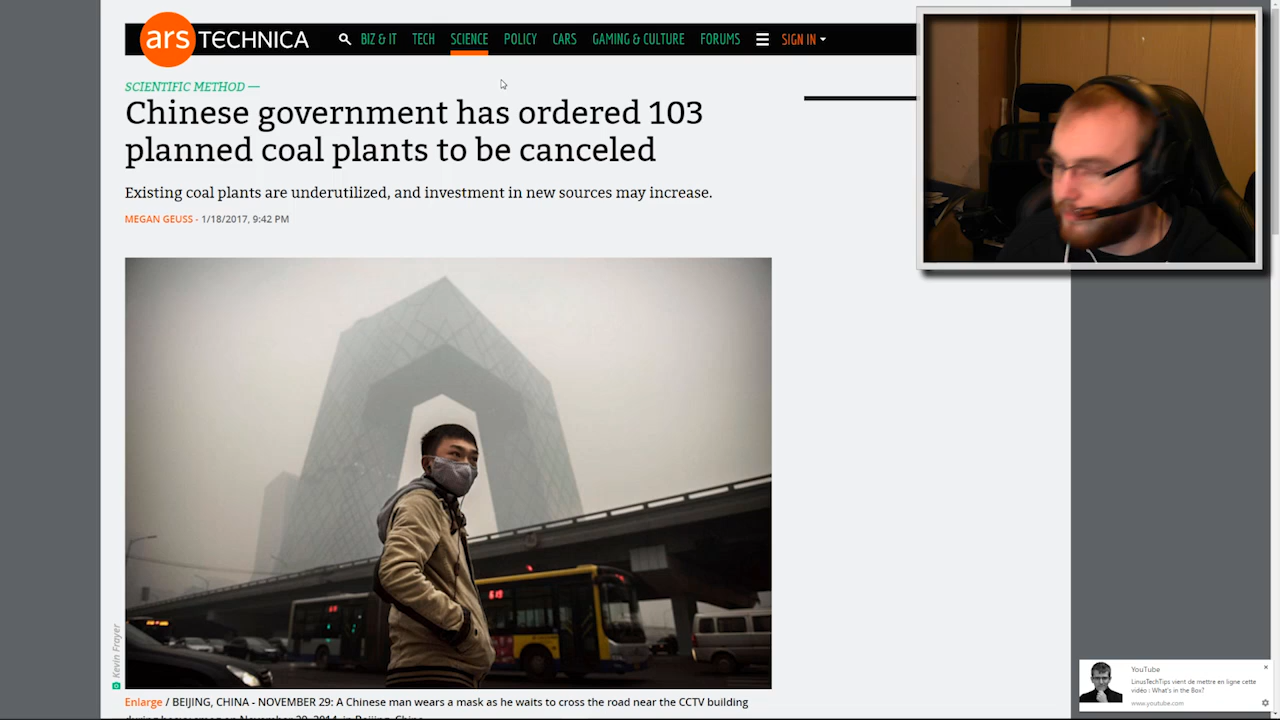 ars TECHNICA
BIZ & IT TECH SCIENCE POLICY CARS GAMING & CULTURE FORUMS SIGN IN
SCIENTIFIC METHOD —
Chinese government has ordered 103
planned coal plants to be canceled
Existing coal plants are underutilized, and investment in new sources may increase.
MEGAN GEUSS - 1/18/2017, 9:42 PM
Kevin Frayer
Enlarge / BEIJING, CHINA - NOVEMBER 29: A Chinese man wears a mask as he waits to cross the road near the CCTV building
YouTube
LinusTechTips vient de mettre en ligne cette
vidéo : What's in the Box?
www.youtube.com